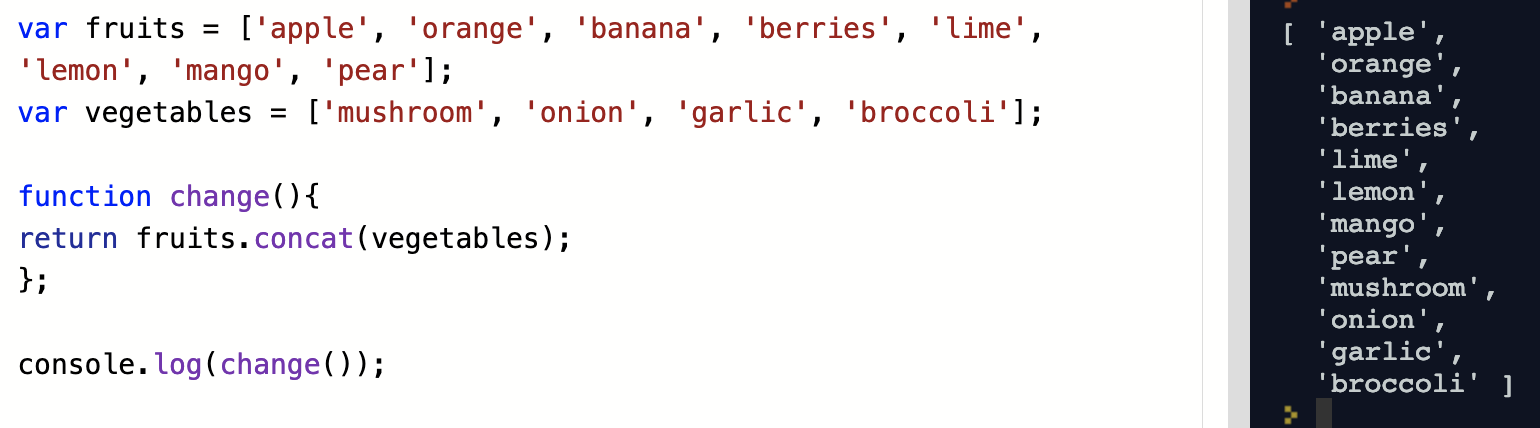 var fruits = ['apple', 'orange', 'banana', 'berries', 'lime',
'lemon', 'mango', 'pear'];
var vegetables = ['mushroom', 'onion', 'garlic', 'broccoli'];
function change(){
return fruits.concat(vegetables);
};
console.log(change());
[ 'apple',
'orange',
'banana',
'berries',
'lime',
'lemon',
'mango',
'pear',
'mushroom',
'onion',
'garlic',
'broccoli' ]
>